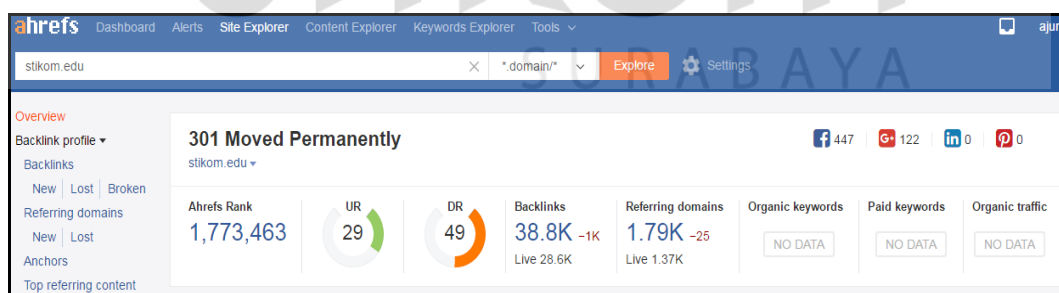 ahrefs Dashboard Alerts Site Explorer Content Explorer Keywords Explorer Tools
stikom.edu *.domain/* Explore Settings
SURABAYA
Overview
Backlink profile
Backlinks
New Lost Broken
Referring domains
New Lost
Anchors
Top referring content
301 Moved Permanently
stikom.edu
447 G+ 122 in 0 0
Ahrefs Rank UR DR Backlinks Referring domains Organic keywords Paid keywords Organic traffic
1,773,463 29 49 38.8K –1K 1.79K –25 NO DATA NO DATA NO DATA
Live 28.6K Live 1.37K